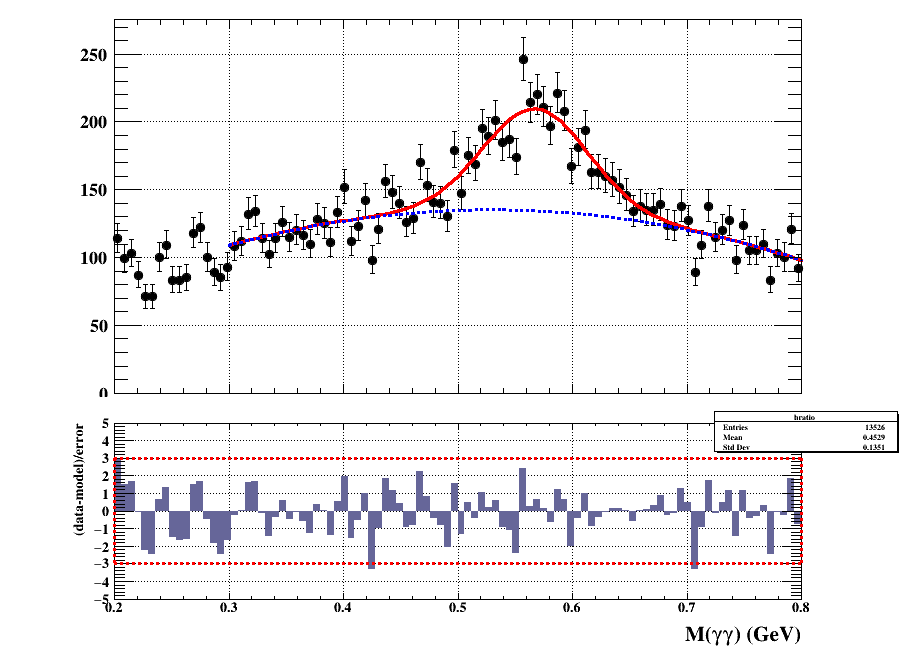 250
200
150
100
50
0
hratio
Entries 13526
Mean 0.4529
Std Dev 0.1351
(data-model)/error
5
4
3
2
1
0
−1
−2
−3
−4
−5
0.2 0.3 0.4 0.5 0.6 0.7 0.8
M(γγ) (GeV)